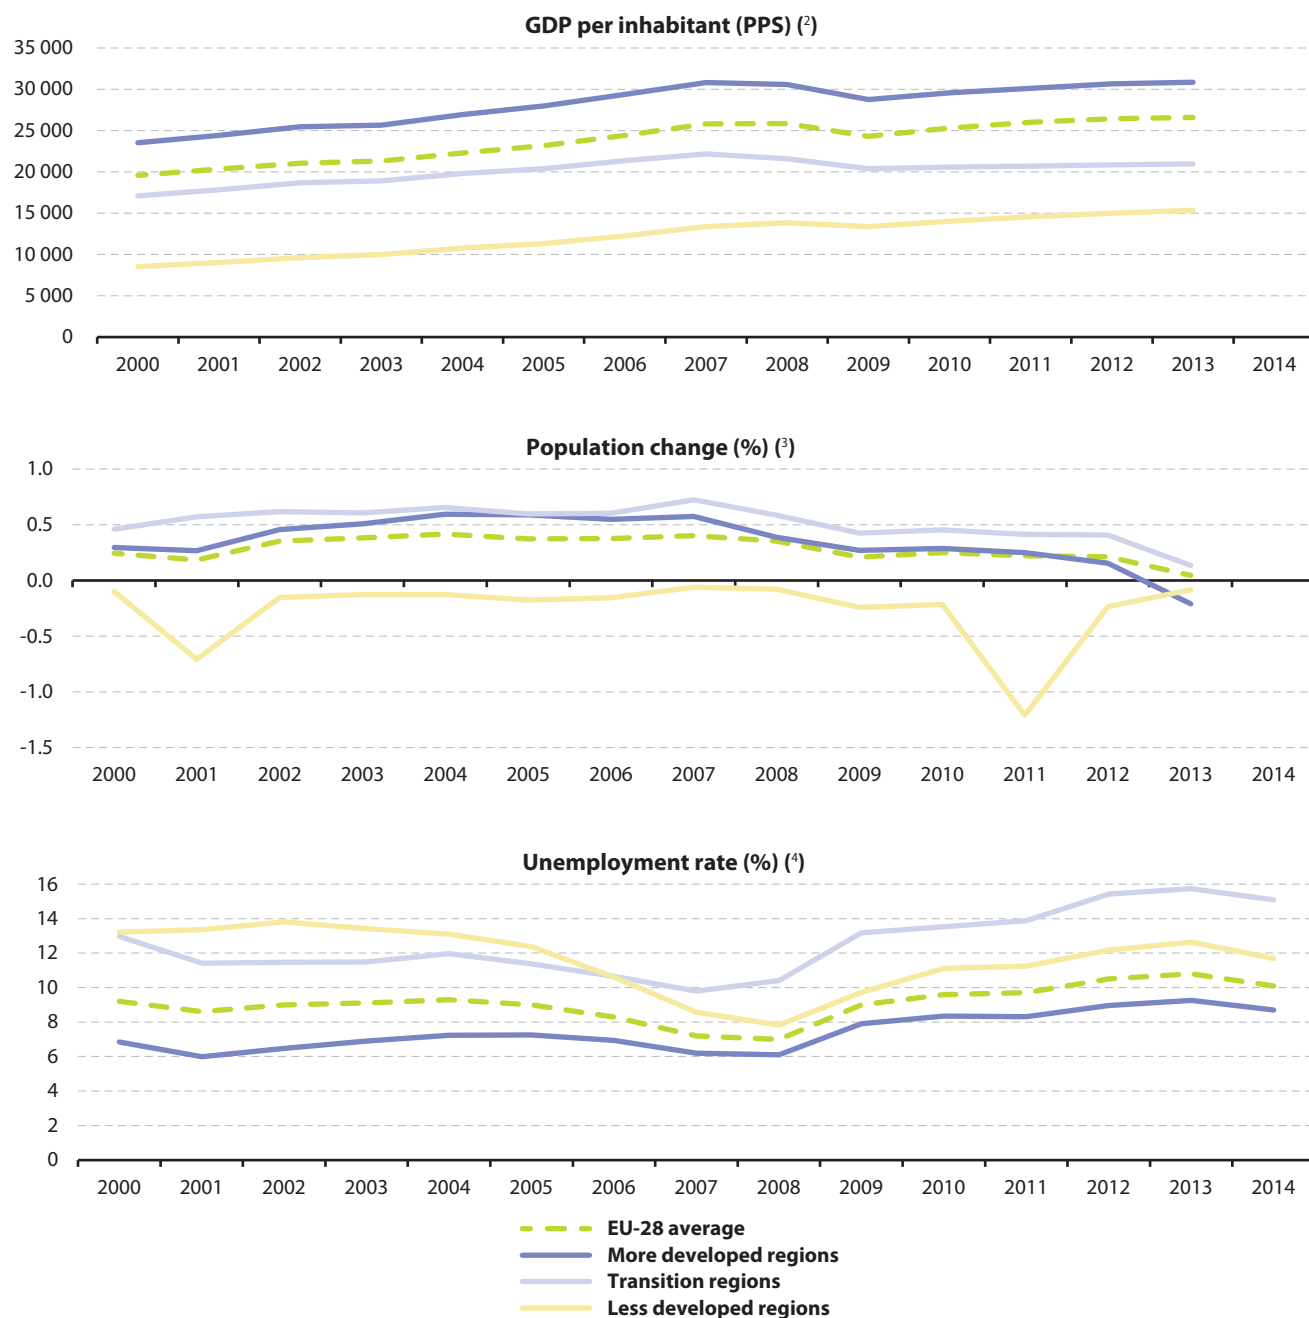 GDP per inhabitant (PPS) (²)
35 000
30 000
25 000
20 000
15 000
10 000
5 000
0
2000 2001 2002 2003 2004 2005 2006 2007 2008 2009 2010 2011 2012 2013 2014
Population change (%) (³)
1.0
0.5
0.0
-0.5
-1.0
-1.5
2000 2001 2002 2003 2004 2005 2006 2007 2008 2009 2010 2011 2012 2013 2014
Unemployment rate (%) (⁴)
16
14
12
10
8
6
4
2
0
2000 2001 2002 2003 2004 2005 2006 2007 2008 2009 2010 2011 2012 2013 2014
EU-28 average
More developed regions
Transition regions
Less developed regions